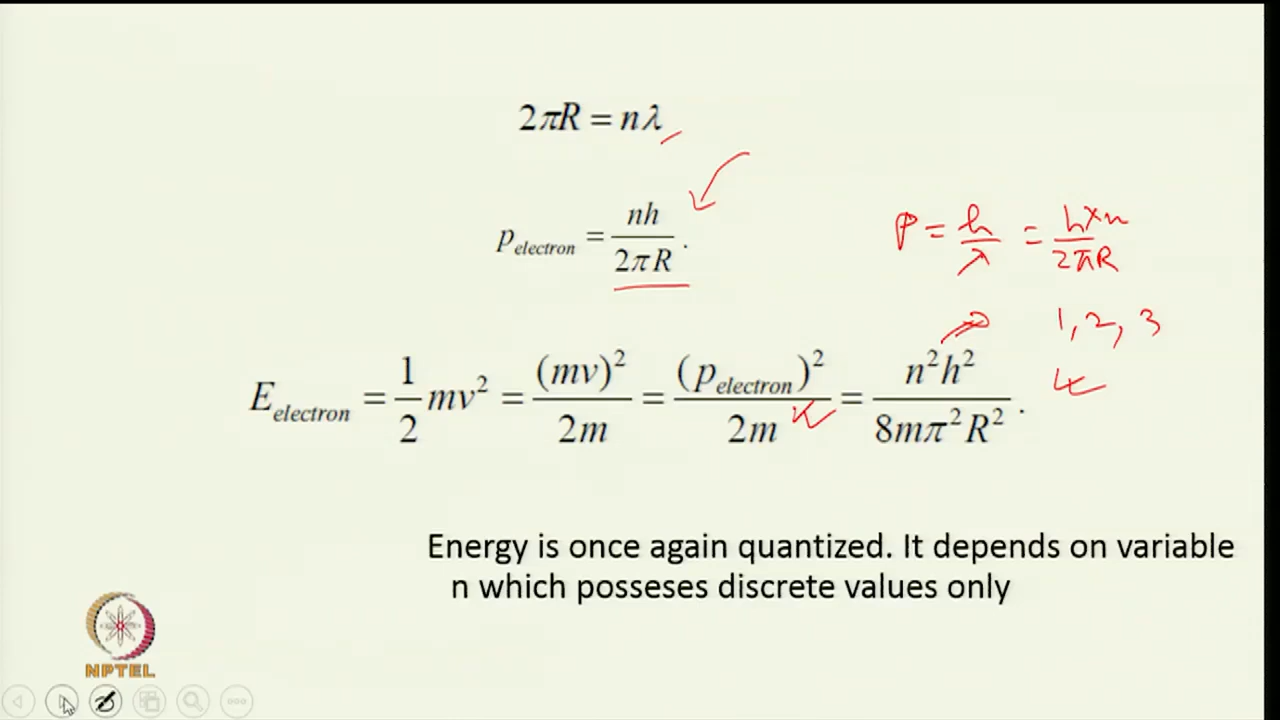 2πR = nλ
p_electron = nh / 2πR .
P = h / λ = h × n / 2πR
1, 2, 3
E_electron = 1/2 mv² = (mv)² / 2m = (p_electron)² / 2m = n²h² / 8mπ²R² .
Energy is once again quantized. It depends on variable
n which posseses discrete values only
NPTEL